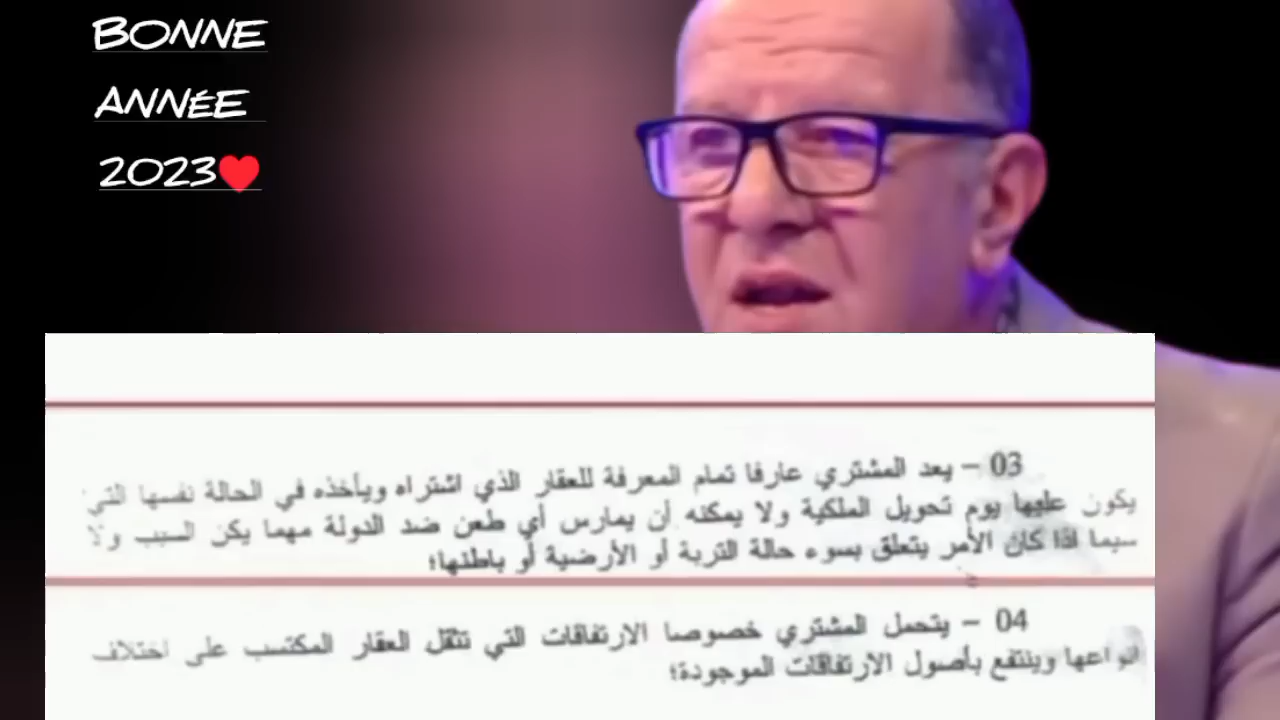 BONNE
ANNÉE
2023❤
03 – يعد المشتري عارفا تمام المعرفة للعقار الذي اشتراه ويأخذه في الحالة نفسها التي
يكون عليها يوم تحويل الملكية ولا يمكنه أن يمارس أي طعن ضد الدولة مهما يكن السبب ولا
سيما اذا كان الأمر يتعلق بسوء حالة التربة أو الأرضية أو باطنها؛
04 – يتحمل المشتري خصوصا الارتفاقات التي تثقل العقار المكتسب على اختلاف
انواعها وينتفع بأصول الارتفاقات الموجودة؛